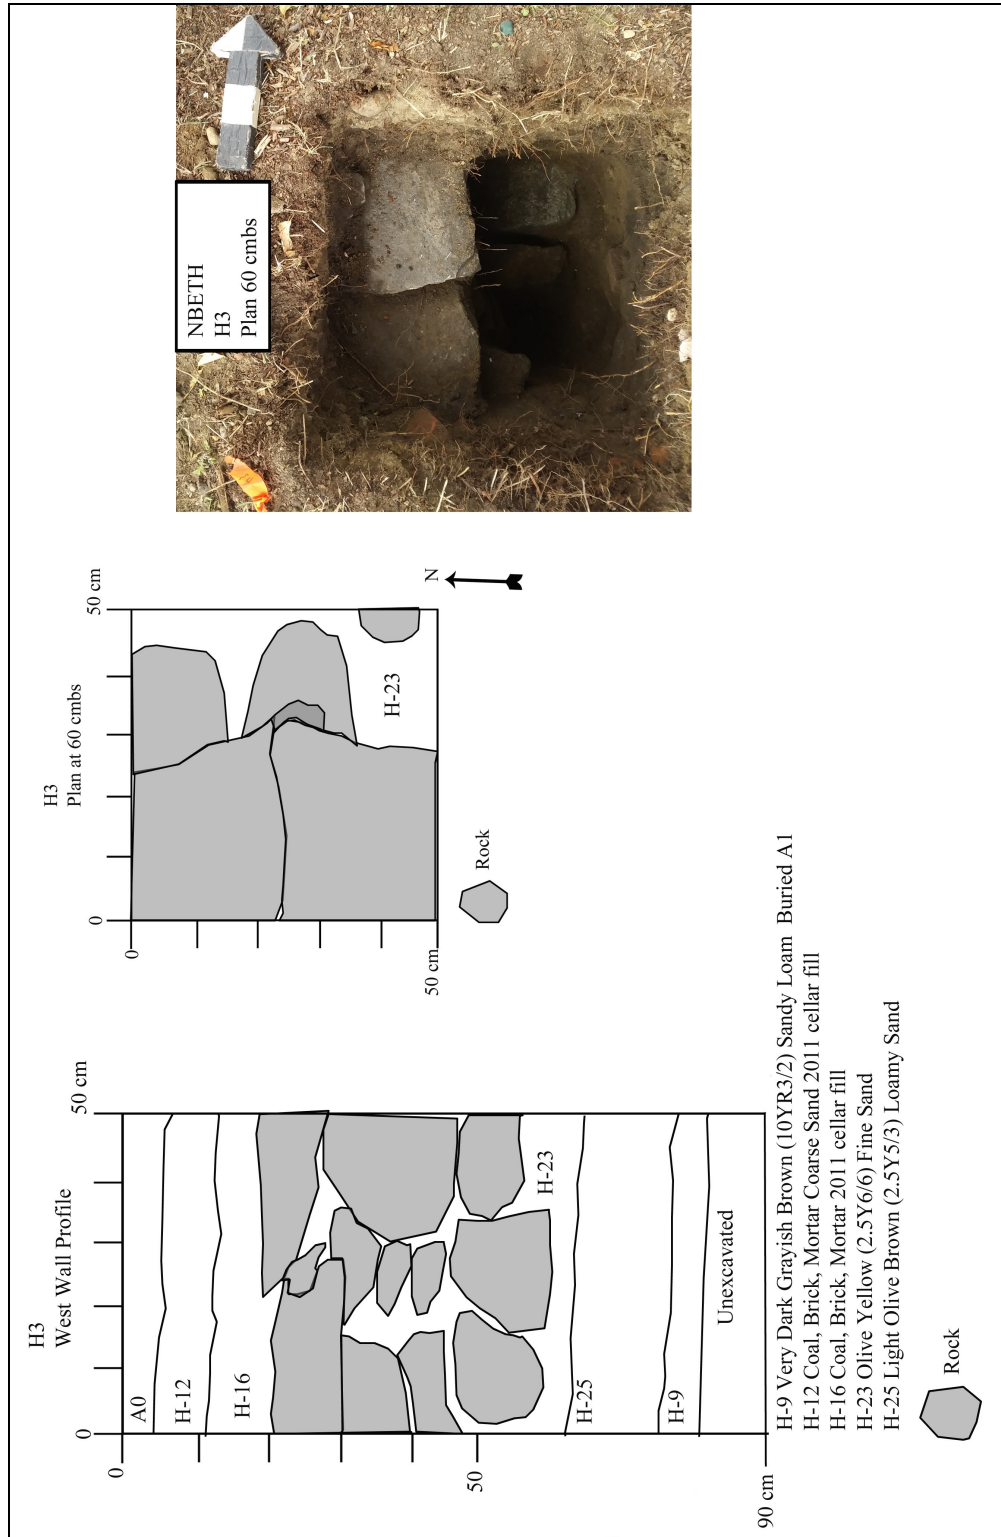 H3
West Wall Profile
0
50 cm
0
50
90 cm
A0
H-12
H-16
H-23
H-25
H-9
Unexcavated
H-9 Very Dark Grayish Brown (10YR3/2) Sandy Loam Buried A1
H-12 Coal, Brick, Mortar Coarse Sand 2011 cellar fill
H-16 Coal, Brick, Mortar 2011 cellar fill
H-23 Olive Yellow (2.5Y6/6) Fine Sand
H-25 Light Olive Brown (2.5Y5/3) Loamy Sand
Rock
H3
Plan at 60 cmbs
0
50 cm
0
50 cm
H-23
N
Rock
NBETH
H3
Plan 60 cmbs